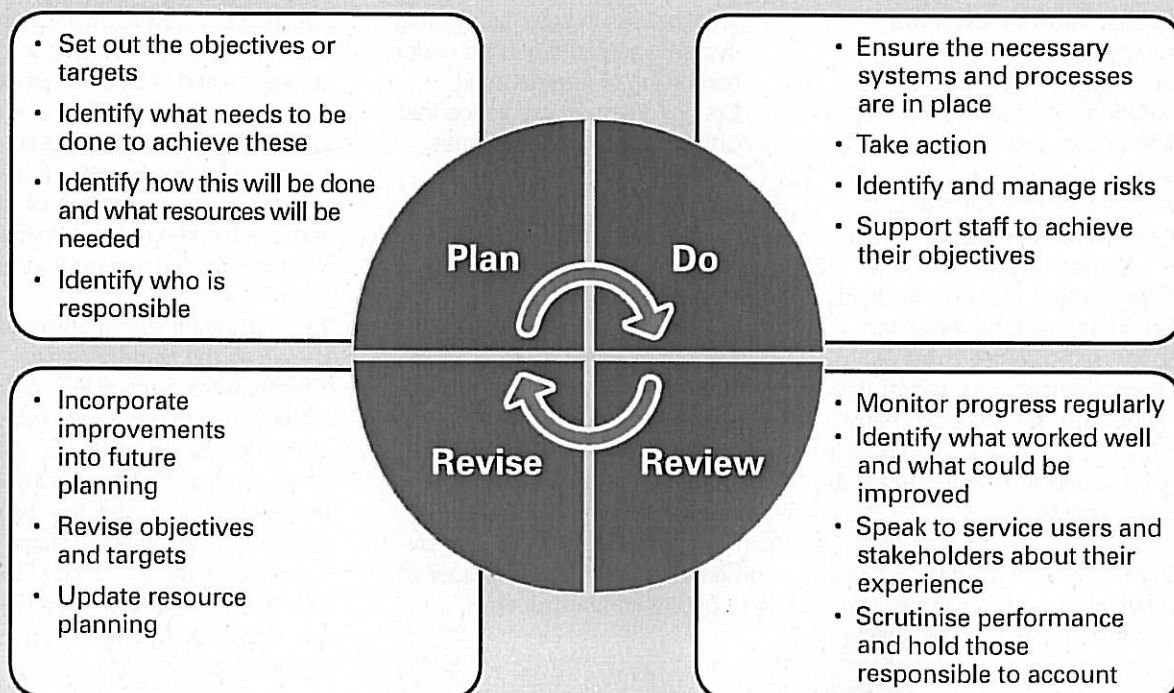 • Set out the objectives or
targets
• Identify what needs to be
done to achieve these
• Identify how this will be done
and what resources will be
needed
• Identify who is
responsible
• Ensure the necessary
systems and processes
are in place
• Take action
• Identify and manage risks
• Support staff to achieve
their objectives
Plan
Do
Revise
Review
• Incorporate
improvements
into future
planning
• Revise objectives
and targets
• Update resource
planning
• Monitor progress regularly
• Identify what worked well
and what could be
improved
• Speak to service users and
stakeholders about their
experience
• Scrutinise performance
and hold those
responsible to account